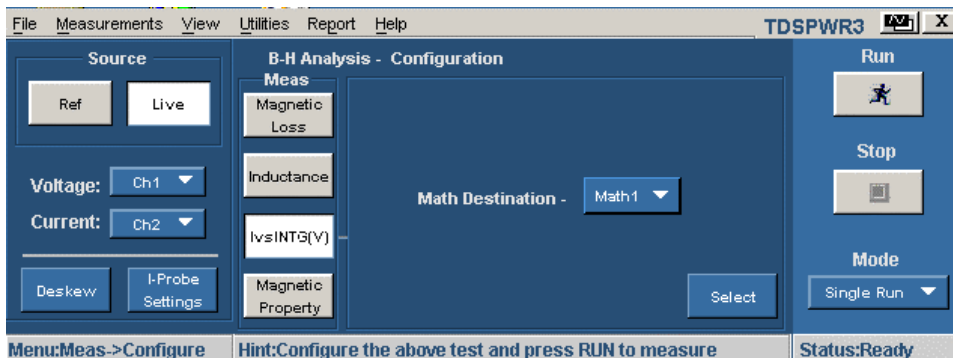 File Measurements View Utilities Report Help
TDSPWR3
X
Source
Ref Live
Voltage: Ch1
Current: Ch2
Deskew
I-Probe
Settings
B-H Analysis - Configuration
Meas
Magnetic
Loss
Inductance
IvsINTG(V)
Magnetic
Property
Math Destination - Math1
Select
Run
Stop
Mode
Single Run
Menu:Meas->Configure
Hint:Configure the above test and press RUN to measure
Status:Ready